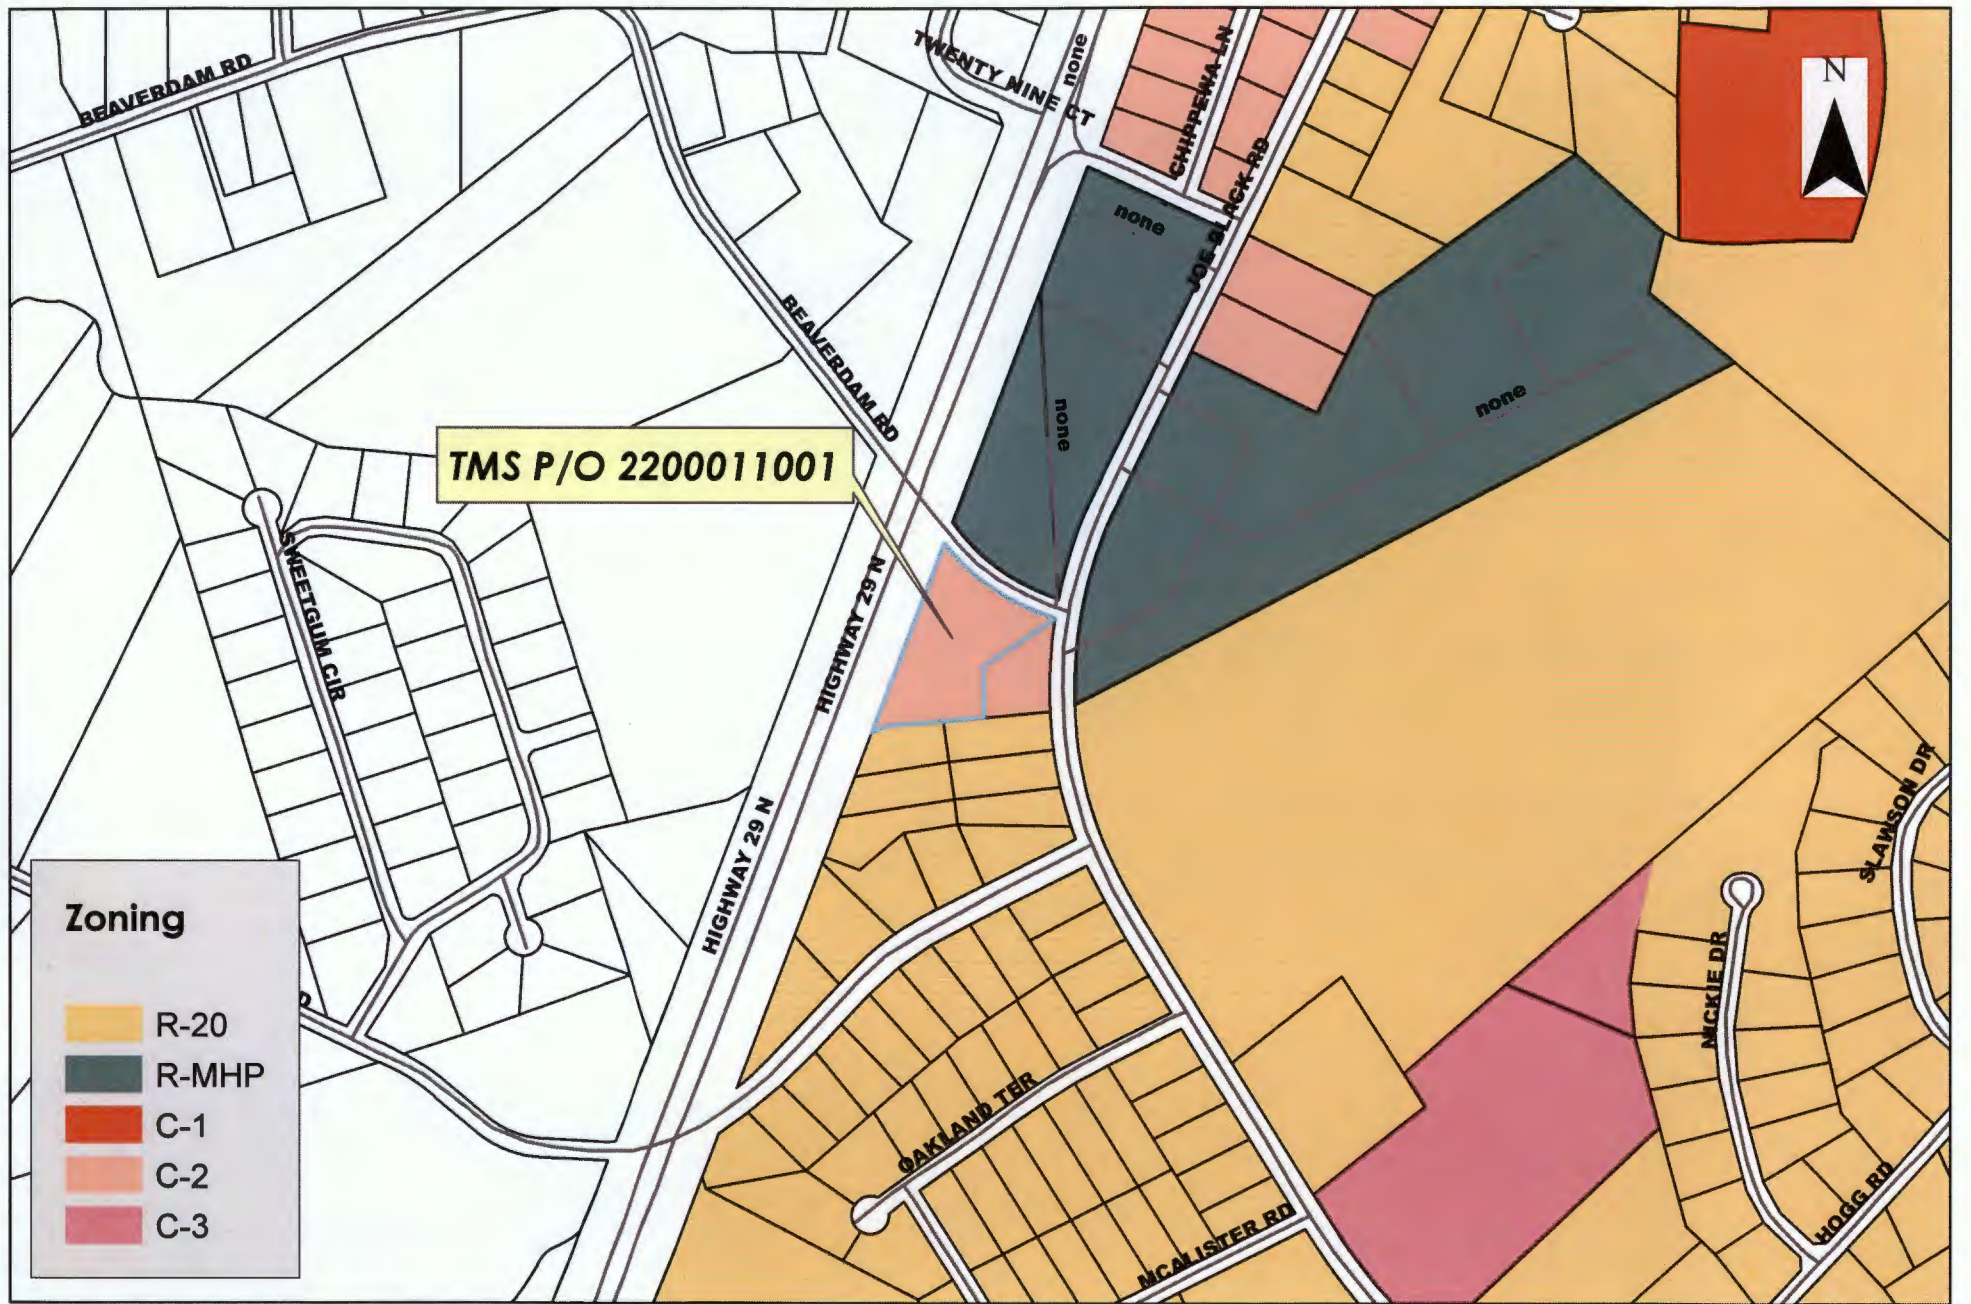 BEAVERDAM RD
TWENTY NINE CT
none
CHIPPEWA LN
N
JOE BLACK RD
none
BEAVERDAM RD
none
none
TMS P/O 2200011001
SWEETGUM CIR
HIGHWAY 29 N
HIGHWAY 29 N
SLAWSON DR
MCKIE DR
OAKLAND TER
MCALISTER RD
HOGG RD
Zoning
R-20
R-MHP
C-1
C-2
C-3